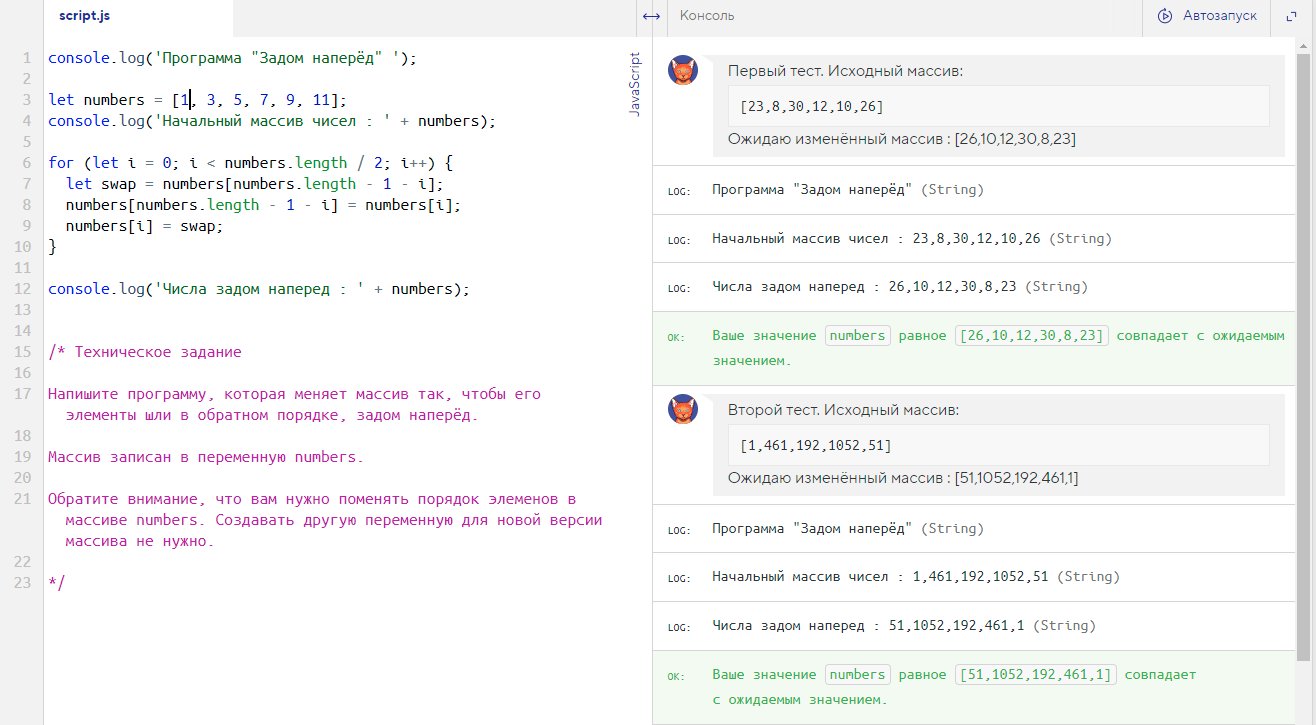 script.js
1 console.log('Программа "Задом наперёд" ');
2
3 let numbers = [1, 3, 5, 7, 9, 11];
4 console.log('Начальный массив чисел : ' + numbers);
5
6 for (let i = 0; i < numbers.length / 2; i++) {
7 let swap = numbers[numbers.length - 1 - i];
8 numbers[numbers.length - 1 - i] = numbers[i];
9 numbers[i] = swap;
10 }
11
12 console.log('Числа задом наперед : ' + numbers);
13
14
15 /* Техническое задание
16
17 Напишите программу, которая меняет массив так, чтобы его
элементы шли в обратном порядке, задом наперёд.
18
19 Массив записан в переменную numbers.
20
21 Обратите внимание, что вам нужно поменять порядок элеменов в
массиве numbers. Создавать другую переменную для новой версии
массива не нужно.
22
23 */
JavaScript
Консоль
Автозапуск
Первый тест. Исходный массив:
[23,8,30,12,10,26]
Ожидаю изменённый массив : [26,10,12,30,8,23]
LOG: Программа "Задом наперёд" (String)
LOG: Начальный массив чисел : 23,8,30,12,10,26 (String)
LOG: Числа задом наперед : 26,10,12,30,8,23 (String)
OK: Ваше значение numbers равное [26,10,12,30,8,23] совпадает с ожидаемым
значением.
Второй тест. Исходный массив:
[1,461,192,1052,51]
Ожидаю изменённый массив : [51,1052,192,461,1]
LOG: Программа "Задом наперёд" (String)
LOG: Начальный массив чисел : 1,461,192,1052,51 (String)
LOG: Числа задом наперед : 51,1052,192,461,1 (String)
OK: Ваше значение numbers равное [51,1052,192,461,1] совпадает
с ожидаемым значением.